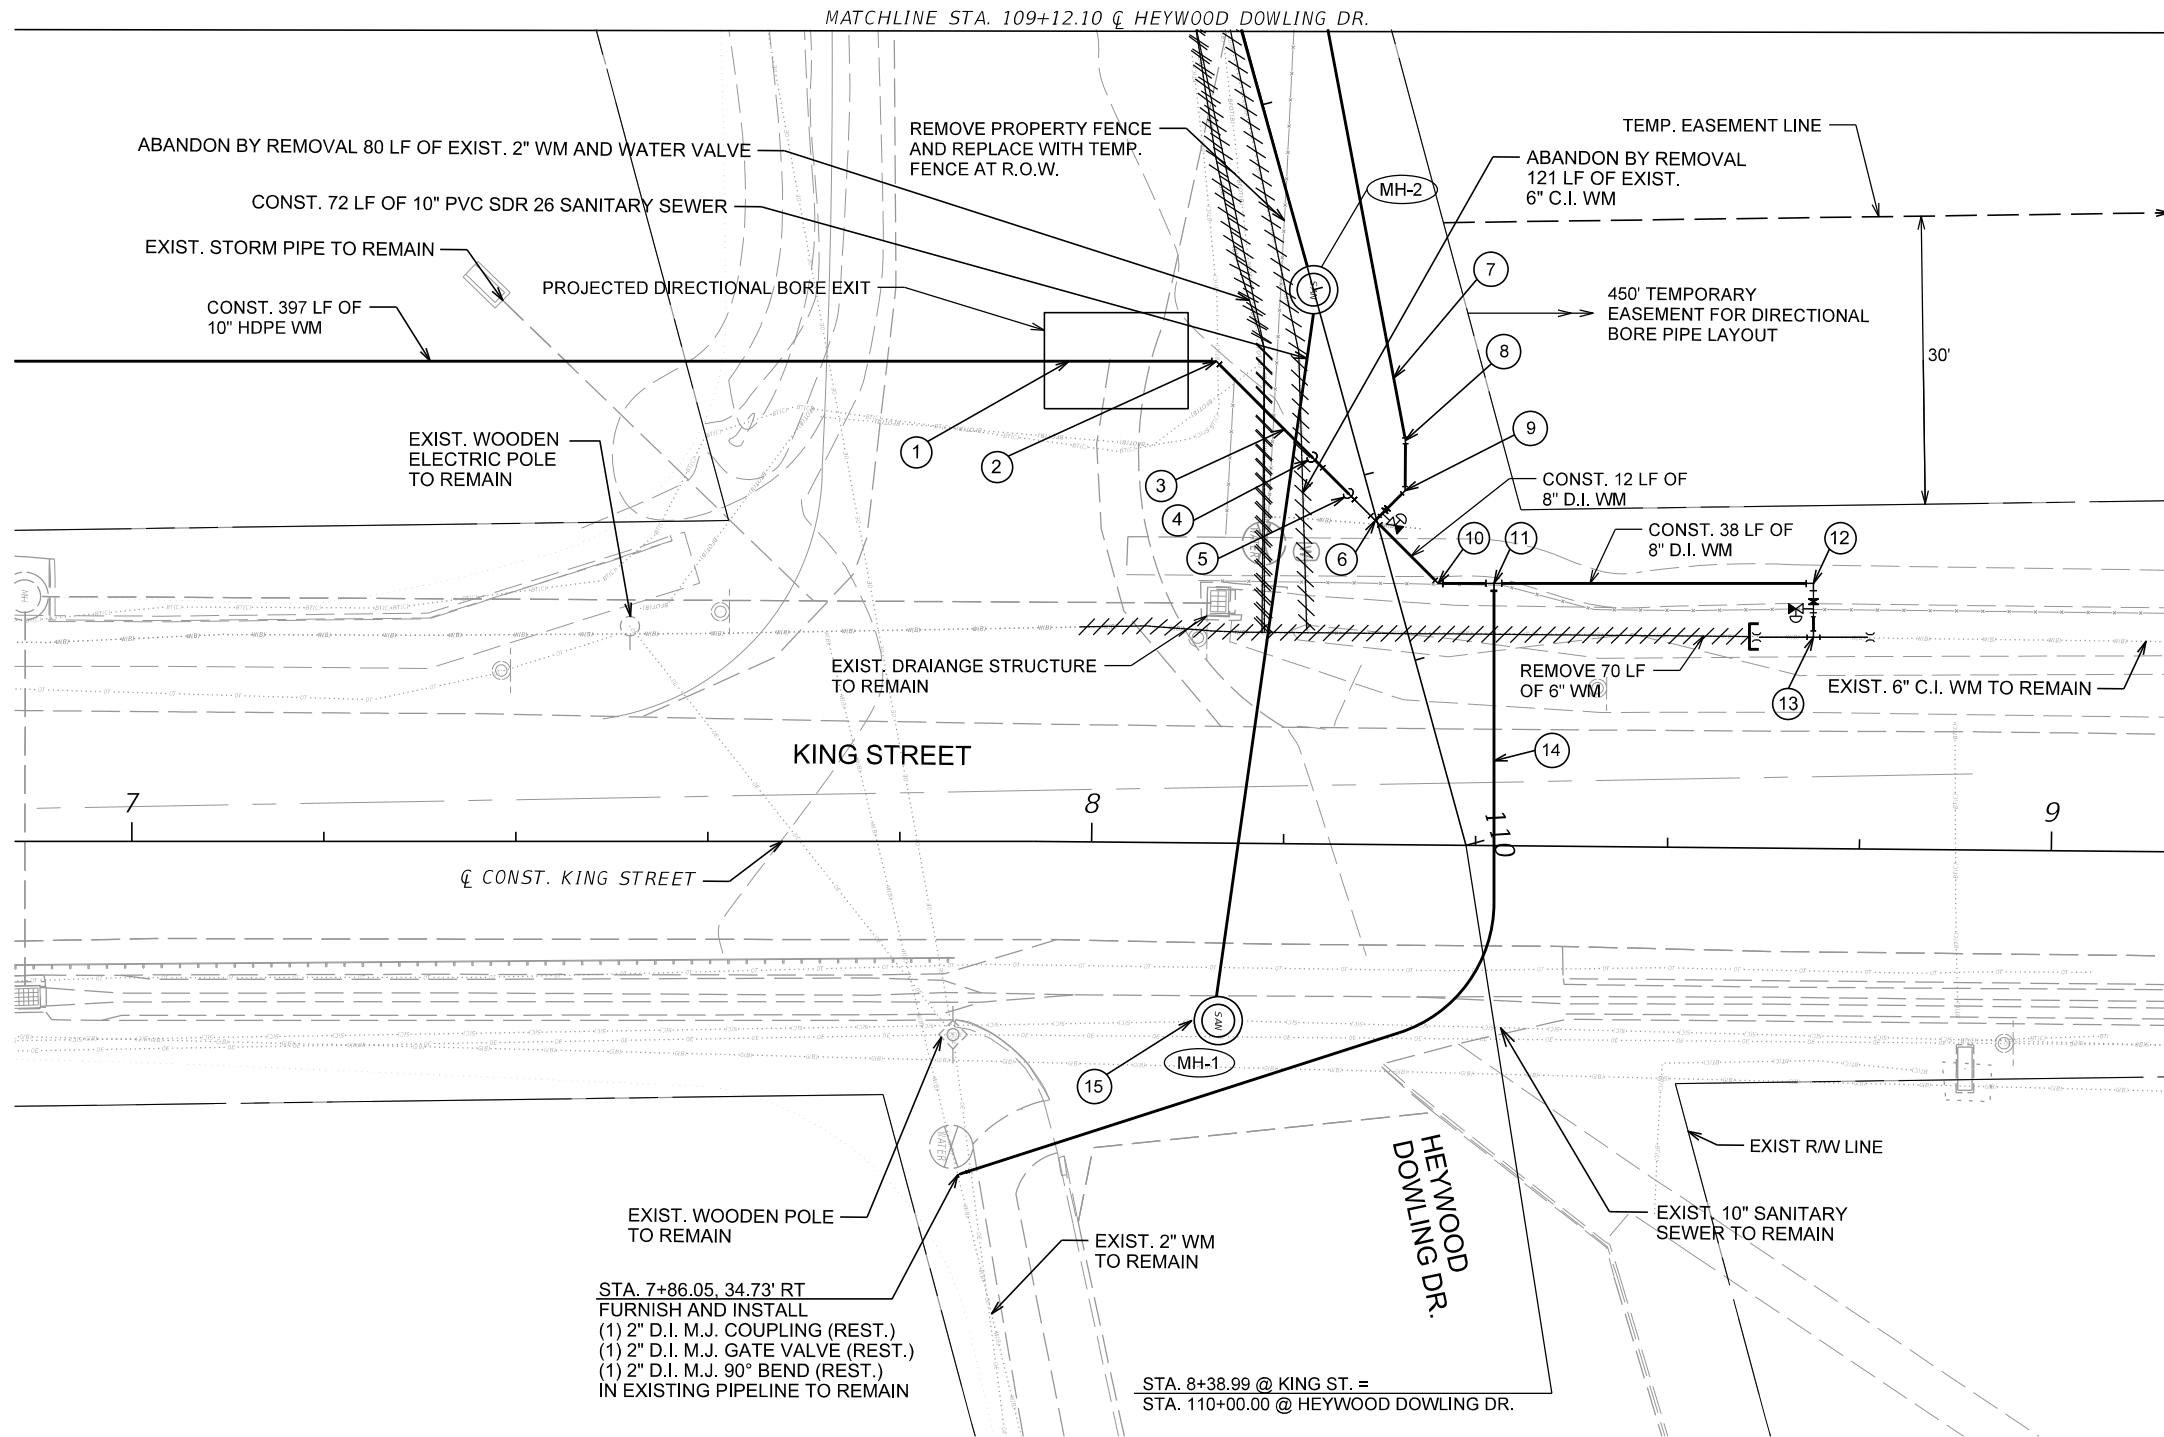 MATCHLINE STA. 109+12.10 ℄ HEYWOOD DOWLING DR.
ABANDON BY REMOVAL 80 LF OF EXIST. 2" WM AND WATER VALVE
REMOVE PROPERTY FENCE
AND REPLACE WITH TEMP.
FENCE AT R.O.W.
TEMP. EASEMENT LINE
ABANDON BY REMOVAL
121 LF OF EXIST.
6" C.I. WM
MH-2
CONST. 72 LF OF 10" PVC SDR 26 SANITARY SEWER
EXIST. STORM PIPE TO REMAIN
PROJECTED DIRECTIONAL BORE EXIT
CONST. 397 LF OF
10" HDPE WM
7
450' TEMPORARY
EASEMENT FOR DIRECTIONAL
BORE PIPE LAYOUT
30'
8
9
EXIST. WOODEN
ELECTRIC POLE
TO REMAIN
1
2
3
4
5
6
CONST. 12 LF OF
8" D.I. WM
CONST. 38 LF OF
8" D.I. WM
10
11
12
EXIST. DRAIANGE STRUCTURE
TO REMAIN
REMOVE 70 LF
OF 6" WM
EXIST. 6" C.I. WM TO REMAIN
13
14
KING STREET
7
8
9
110
℄ CONST. KING STREET
SAN
MH-1
15
WATER
HEYWOOD
DOWLING DR.
EXIST R/W LINE
EXIST. WOODEN POLE
TO REMAIN
EXIST. 2" WM
TO REMAIN
EXIST. 10" SANITARY
SEWER TO REMAIN
STA. 7+86.05, 34.73' RT
FURNISH AND INSTALL
(1) 2" D.I. M.J. COUPLING (REST.)
(1) 2" D.I. M.J. GATE VALVE (REST.)
(1) 2" D.I. M.J. 90° BEND (REST.)
IN EXISTING PIPELINE TO REMAIN
STA. 8+38.99 @ KING ST. =
STA. 110+00.00 @ HEYWOOD DOWLING DR.